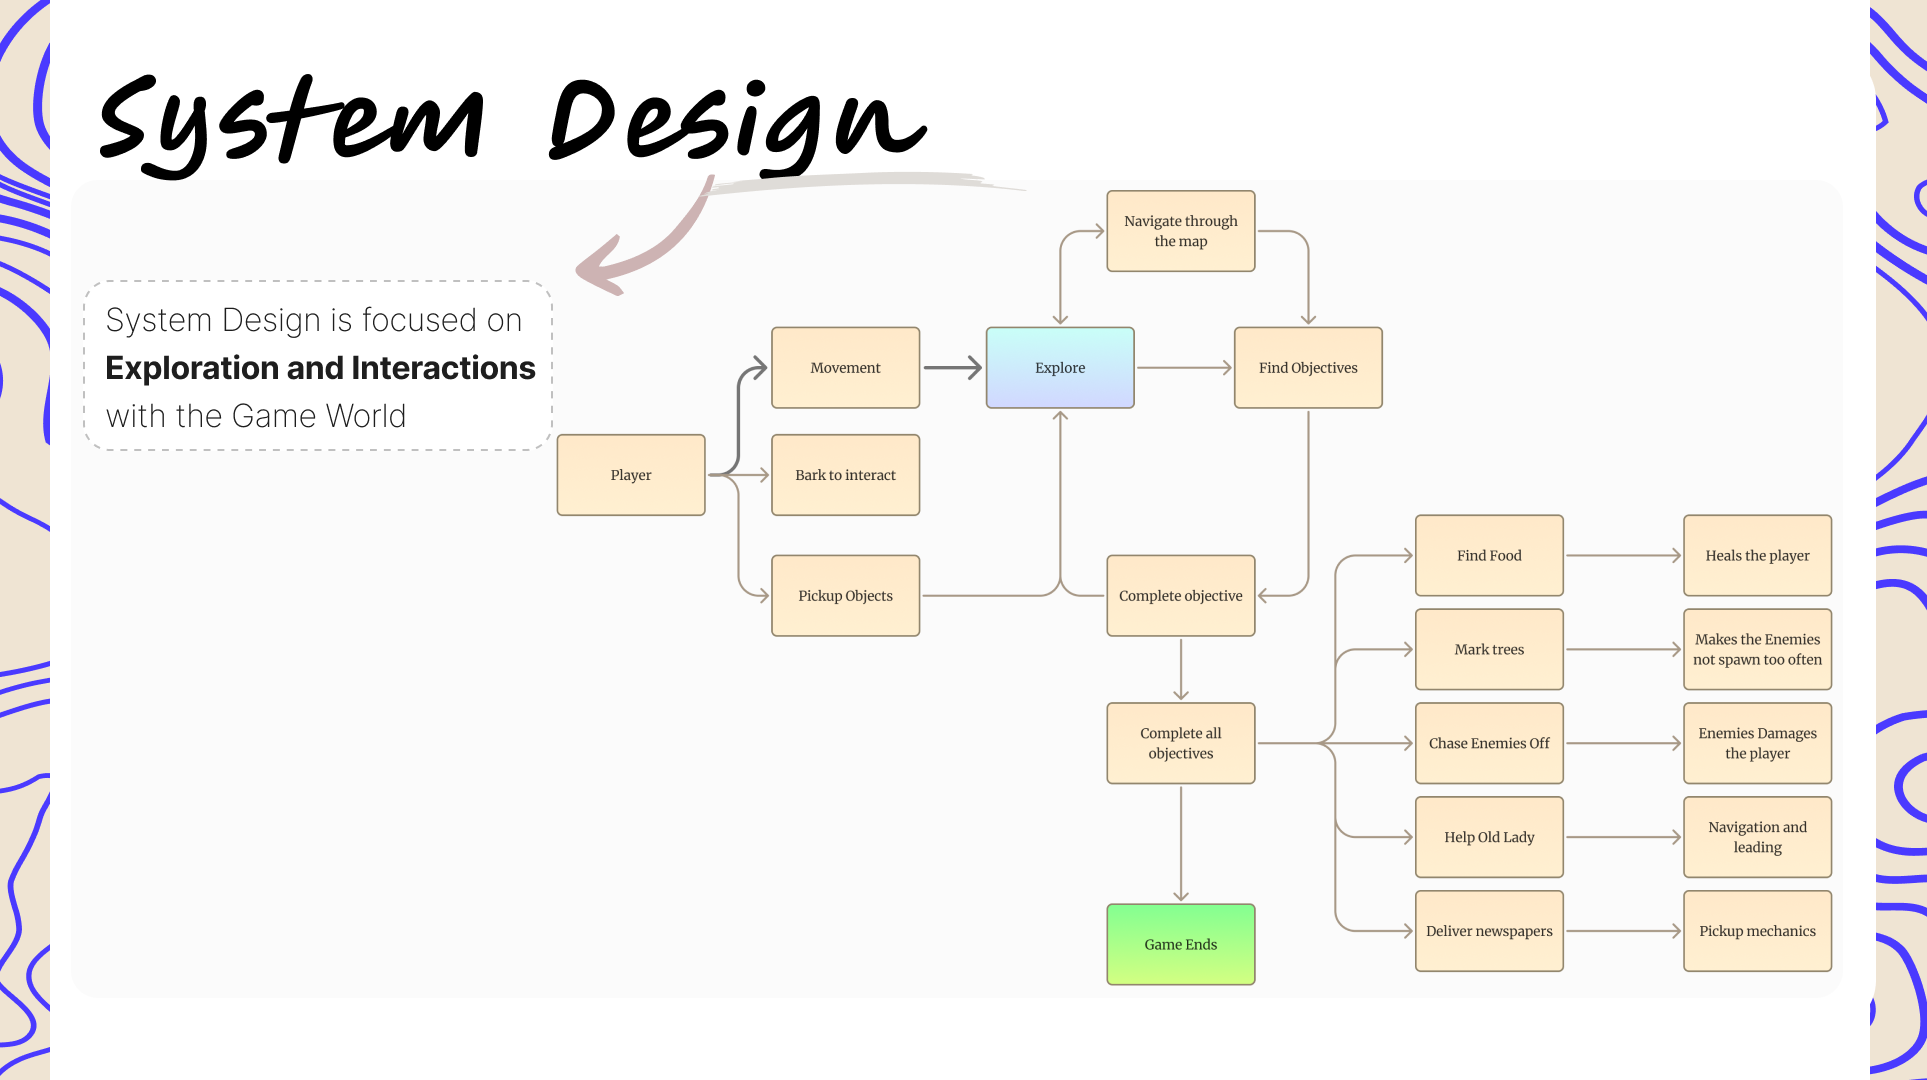 System Design
System Design is focused on
Exploration and Interactions
with the Game World
Navigate through
the map
Movement
Explore
Find Objectives
Player
Bark to interact
Pickup Objects
Complete objective
Complete all
objectives
Game Ends
Find Food
Heals the player
Mark trees
Makes the Enemies
not spawn too often
Chase Enemies Off
Enemies Damages
the player
Help Old Lady
Navigation and
leading
Deliver newspapers
Pickup mechanics